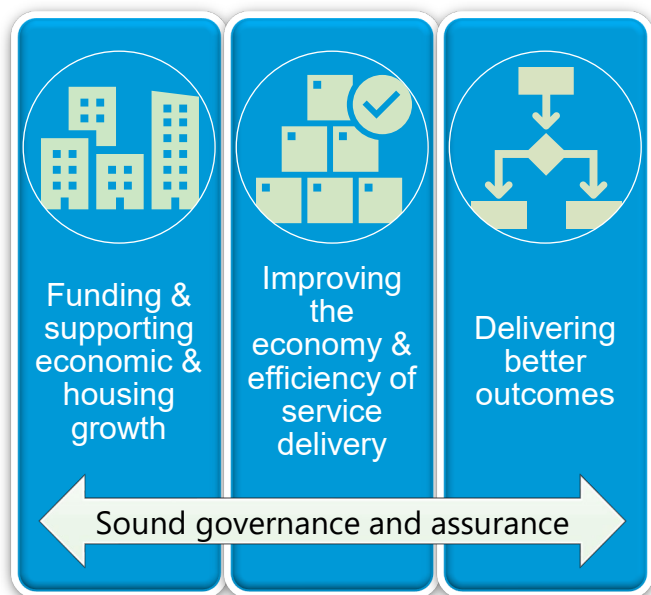 Funding &
supporting
economic &
housing
growth
Improving
the
economy &
efficiency of
service
delivery
Delivering
better
outcomes
Sound governance and assurance